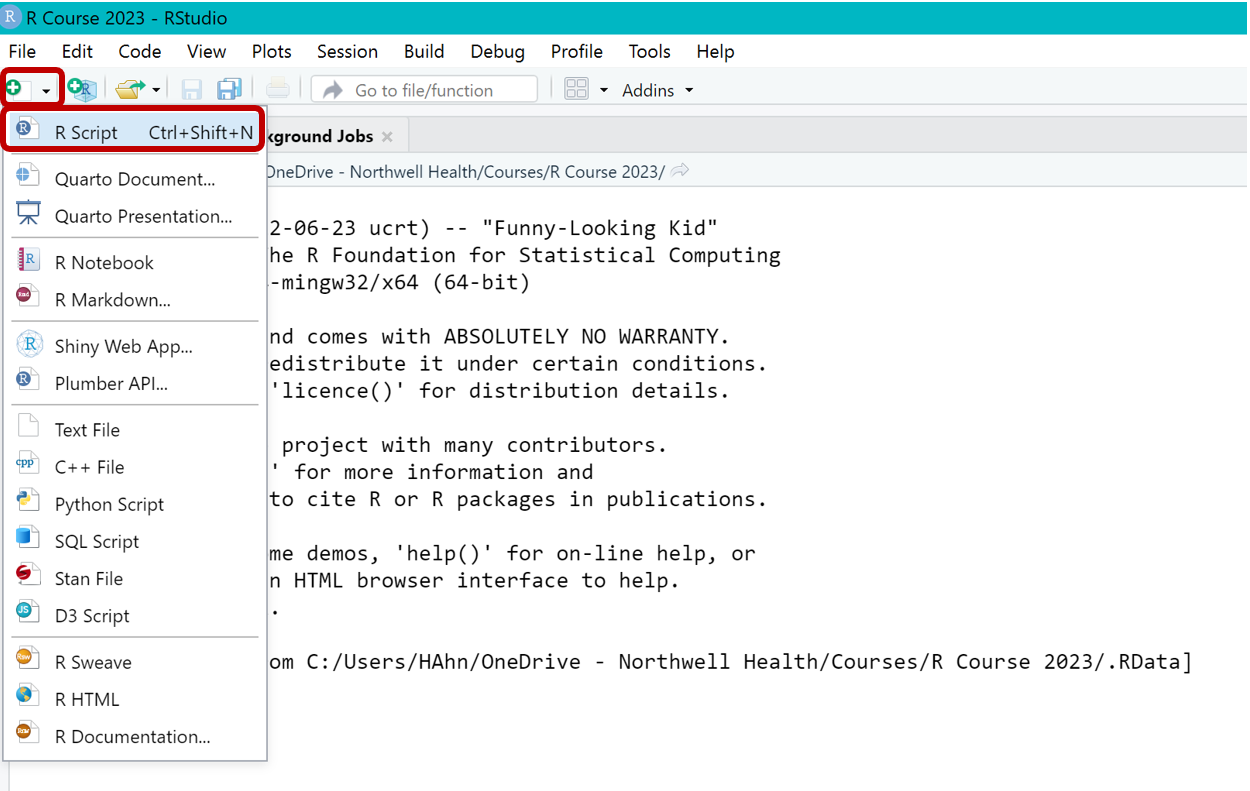 R Course 2023 - RStudio
File Edit Code View Plots Session Build Debug Profile Tools Help
Go to file/function Addins
R Script Ctrl+Shift+N
kground Jobs
Quarto Document...
OneDrive - Northwell Health/Courses/R Course 2023/
Quarto Presentation...
2-06-23 ucrt) -- "Funny-Looking Kid"
he R Foundation for Statistical Computing
R Notebook
-mingw32/x64 (64-bit)
R Markdown...
nd comes with ABSOLUTELY NO WARRANTY.
Shiny Web App...
edistribute it under certain conditions.
Plumber API...
'licence()' for distribution details.
Text File
project with many contributors.
C++ File
' for more information and
Python Script
to cite R or R packages in publications.
SQL Script
me demos, 'help()' for on-line help, or
Stan File
n HTML browser interface to help.
D3 Script
.
R Sweave
om C:/Users/HAhn/OneDrive - Northwell Health/Courses/R Course 2023/.RData]
R HTML
R Documentation...